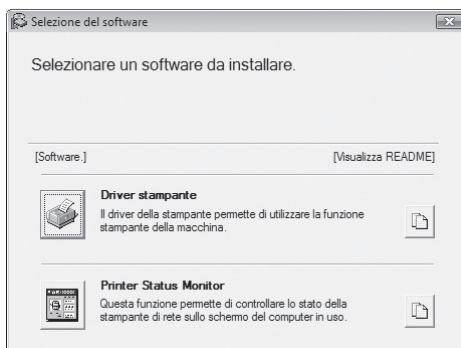 Selezione del software
Selezionare un software da installare.
[Software.] [Visualizza README]
Driver stampante
Il driver della stampante permette di utilizzare la funzione
stampante della macchina.
Printer Status Monitor
Questa funzione permette di controllare lo stato della
stampante di rete sullo schermo del computer in uso.